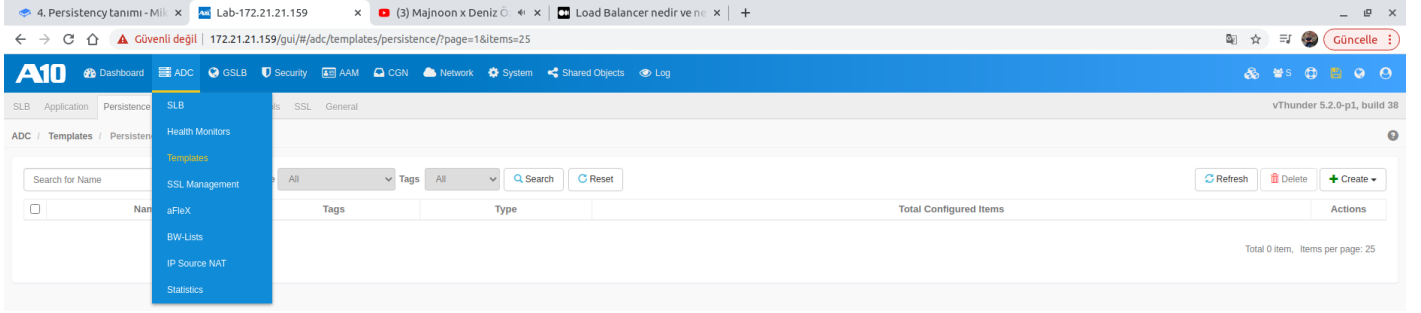 4. Persistency tanımı - Mik
Lab-172.21.21.159
(3) Majnoon x Deniz Ö
Load Balancer nedir ve ne
Güvenli değil | 172.21.21.159/gui/#/adc/templates/persistence/?page=1&items=25
Güncelle
A10 Dashboard ADC GSLB Security AAM CGN Network System Shared Objects Log
S
SLB Application Persistence ls SSL General
vThunder 5.2.0-p1, build 38
ADC / Templates / Persisten
SLB
Health Monitors
Templates
SSL Management
aFleX
BW-Lists
IP Source NAT
Statistics
Search for Name e All Tags All Search Reset
Refresh Delete Create
Nam Tags Type Total Configured Items Actions
Total 0 item, Items per page: 25